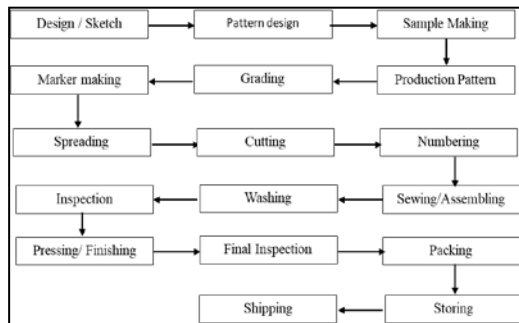 Design / Sketch
Pattern design
Sample Making
Marker making
Grading
Production Pattern
Spreading
Cutting
Numbering
Inspection
Washing
Sewing/Assembling
Pressing/ Finishing
Final Inspection
Packing
Shipping
Storing